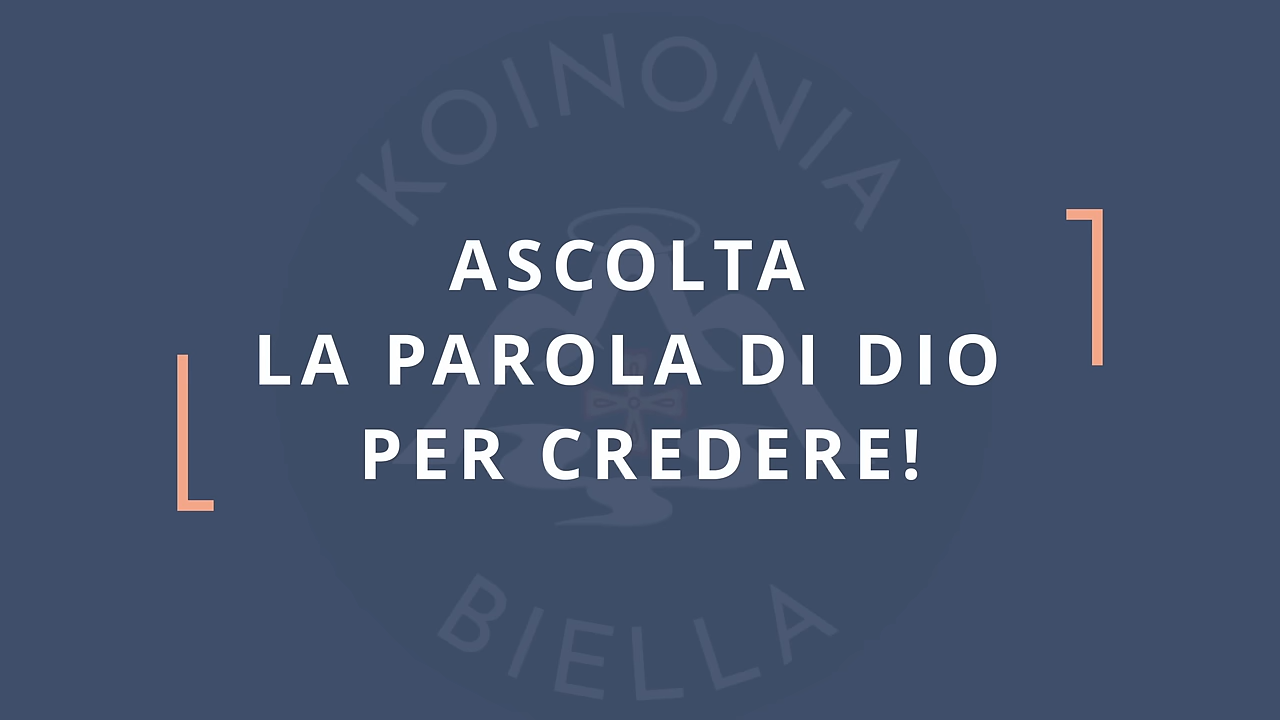 KOINONIA
ASCOLTA
LA PAROLA DI DIO
PER CREDERE!
BIELLA